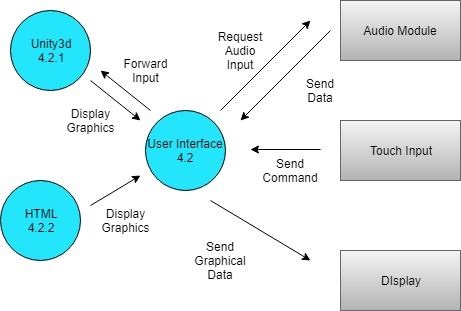 Unity3d
4.2.1
Forward
Input
Request
Audio
Input
Audio Module
Display
Graphics
Send
Data
User Interface
4.2
Touch Input
Send
Command
HTML
4.2.2
Display
Graphics
Send
Graphical
Data
DIsplay